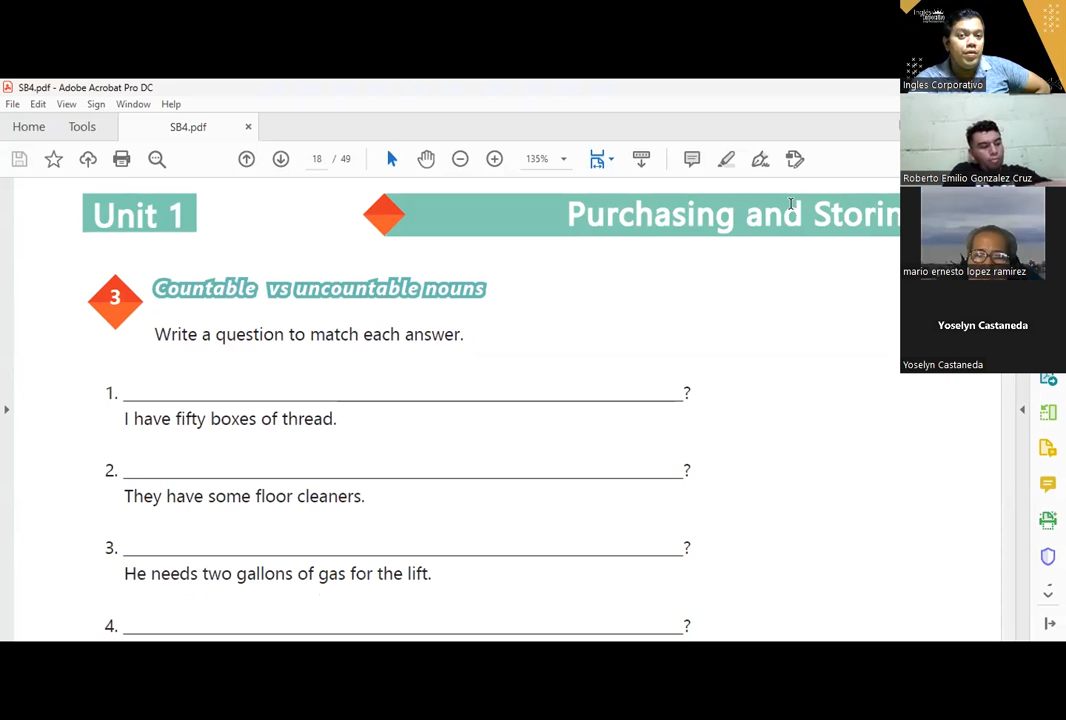 SB4.pdf - Adobe Acrobat Pro DC
File Edit View Sign Window Help
Home Tools SB4.pdf ×
18 / 49 135%
Unit 1 Purchasing and Storin
3 Countable vs uncountable nouns
Write a question to match each answer.
1. ?
I have fifty boxes of thread.
2. ?
They have some floor cleaners.
3. ?
He needs two gallons of gas for the lift.
4. ?
Inglés
Corporativo
Ingles Corporativo
Roberto Emilio Gonzalez Cruz
mario ernesto lopez ramirez
Yoselyn Castaneda
Yoselyn Castaneda